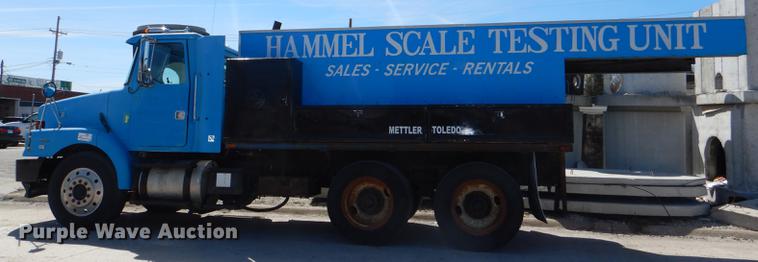 HAMMEL SCALE TESTING UNIT
SALES - SERVICE - RENTALS
METTLER TOLEDO
Purple Wave Auction